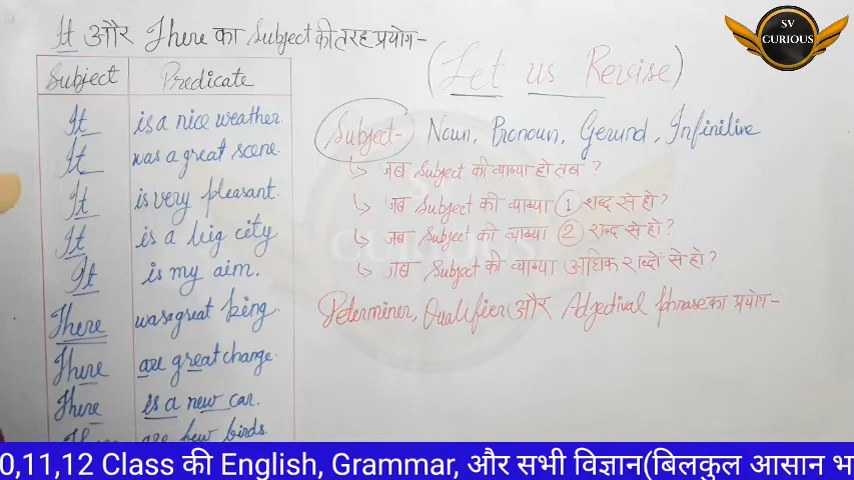 It और There का Subject की तरह प्रयोग-
Subject Predicate
It is a nice weather.
It was a great scene.
It is very pleasant.
It is a big city
It is my aim.
There was a great king.
There are great change.
There is a new car.
are few birds.
(Let us Revise)
Subject- Noun, Pronoun, Gerund, Infinitive
↳ जब Subject की व्याख्या हो तब ?
↳ जब Subject की व्याख्या 1 शब्द से हो?
↳ जब Subject की व्याख्या 2 शब्द से हो?
↳ जब Subject की व्याख्या अधिक शब्दों से हो?
Determiner, Qualifier और Adjectival phrase का प्रयोग-
SV
CURIOUS
SV
CURIOUS
0,11,12 Class की English, Grammar, और सभी विज्ञान(बिलकुल आसान भ